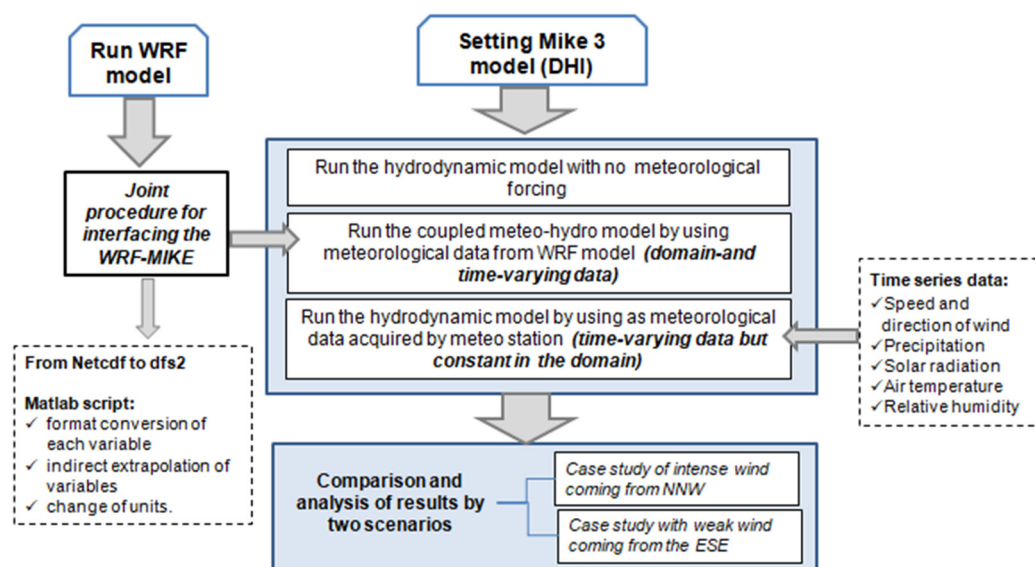 Run WRF
model
Setting Mike 3
model (DHI)
Joint
procedure for
interfacing the
WRF-MIKE
Run the hydrodynamic model with no meteorological
forcing
Run the coupled meteo-hydro model by using
meteorological data from WRF model (domain-and
time-varying data)
Run the hydrodynamic model by using as meteorological
data acquired by meteo station (time-varying data but
constant in the domain)
Time series data:
✓Speed and
direction of wind
✓Precipitation
✓Solar radiation
✓Air temperature
✓Relative humidity
From Netcdf to dfs2
Matlab script:
✓ format conversion of
each variable
✓ indirect extrapolation of
variables
✓ change of units.
Comparison and
analysis of results by
two scenarios
Case study of intense wind
coming from NNW
Case study with weak wind
coming from the ESE